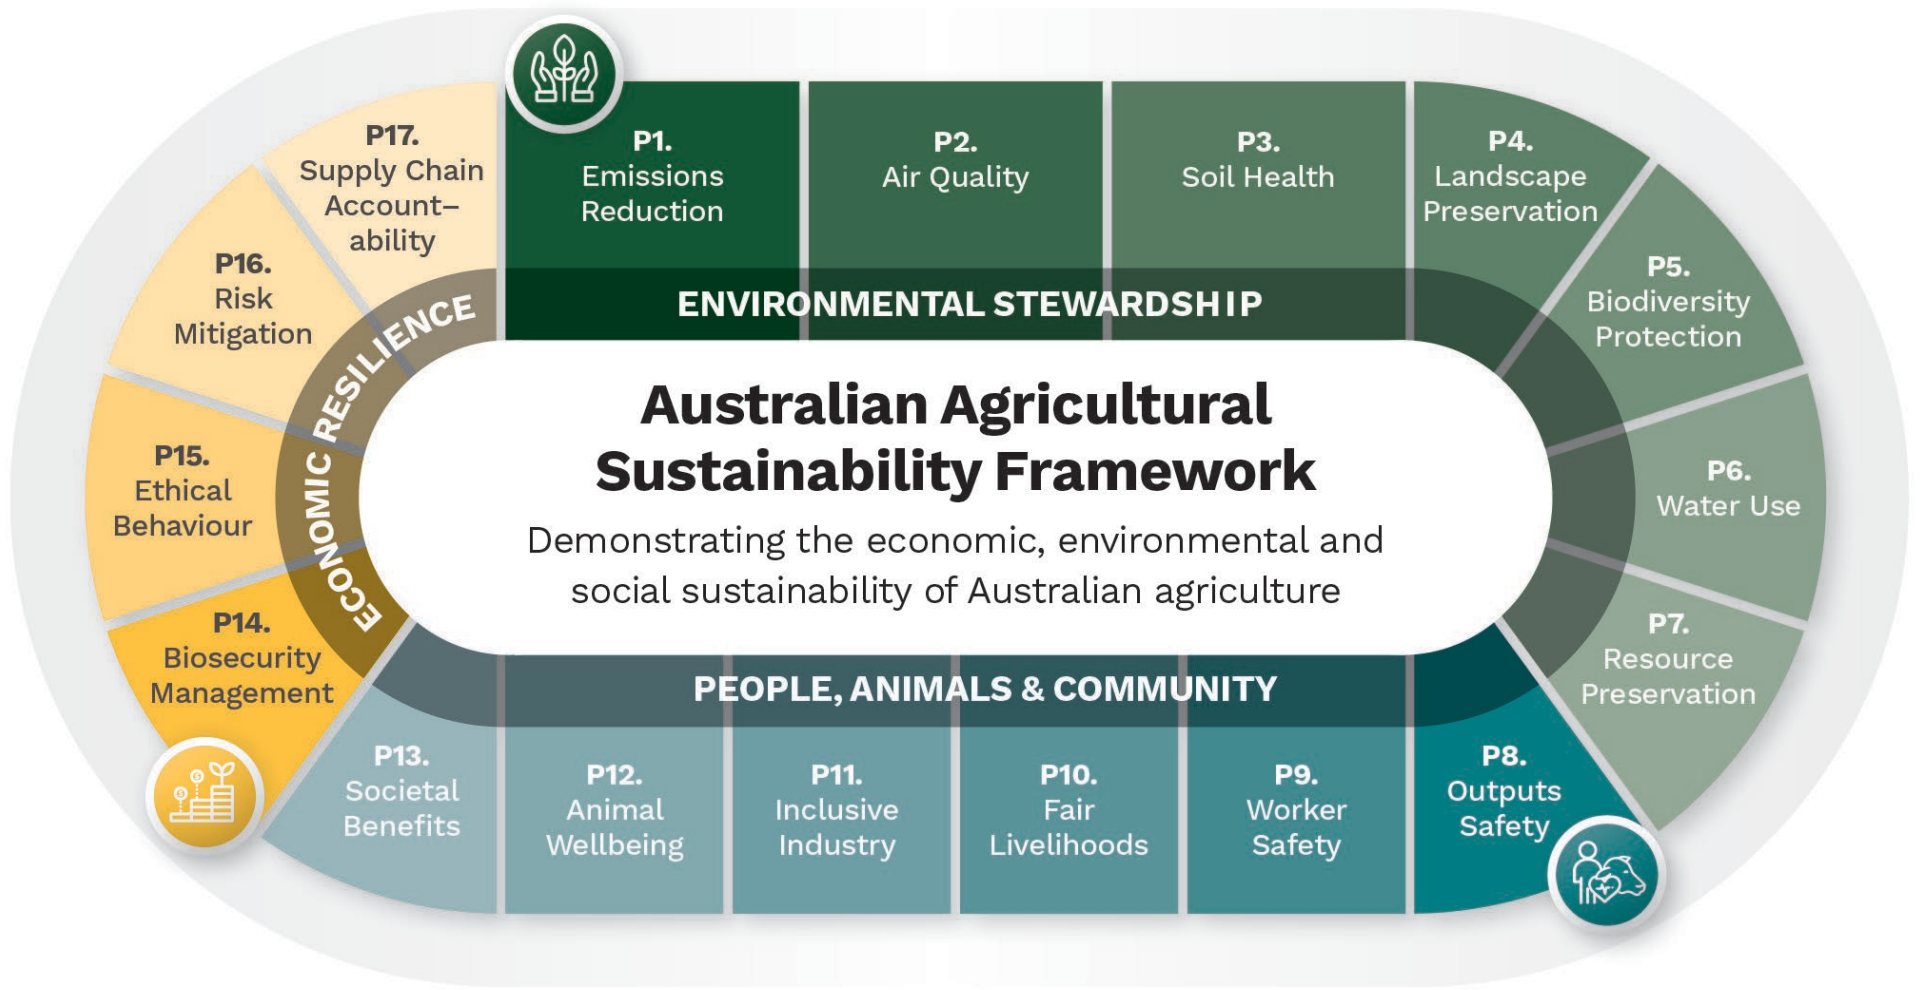 Australian Agricultural
Sustainability Framework
Demonstrating the economic, environmental and
social sustainability of Australian agriculture
ENVIRONMENTAL STEWARDSHIP
P1.
Emissions
Reduction
P2.
Air Quality
P3.
Soil Health
P4.
Landscape
Preservation
P5.
Biodiversity
Protection
P6.
Water Use
P7.
Resource
Preservation
PEOPLE, ANIMALS & COMMUNITY
P8.
Outputs
Safety
P9.
Worker
Safety
P10.
Fair
Livelihoods
P11.
Inclusive
Industry
P12.
Animal
Wellbeing
P13.
Societal
Benefits
ECONOMIC RESILIENCE
P14.
Biosecurity
Management
P15.
Ethical
Behaviour
P16.
Risk
Mitigation
P17.
Supply Chain
Account–
ability